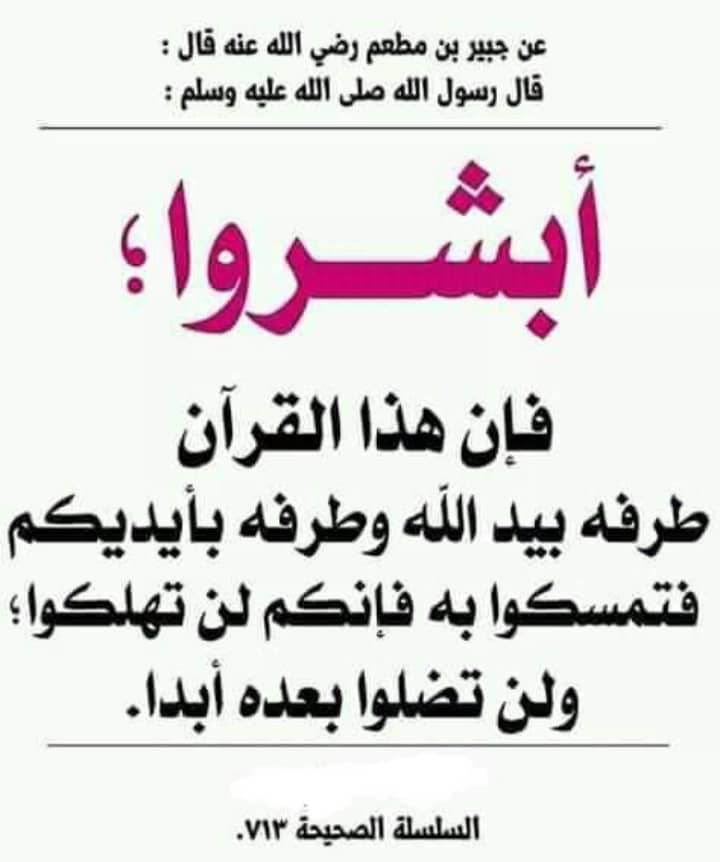 عن جبير بن مطعم رضي الله عنه قال :
قال رسول الله صلى الله عليه وسلم :
أبشروا؛
فإن هذا القرآن
طرفه بيد الله وطرفه بأيديكم
فتمسكوا به فإنكم لن تهلكوا؛
ولن تضلوا بعده أبدا.
السلسلة الصحيحة ٧١٣.